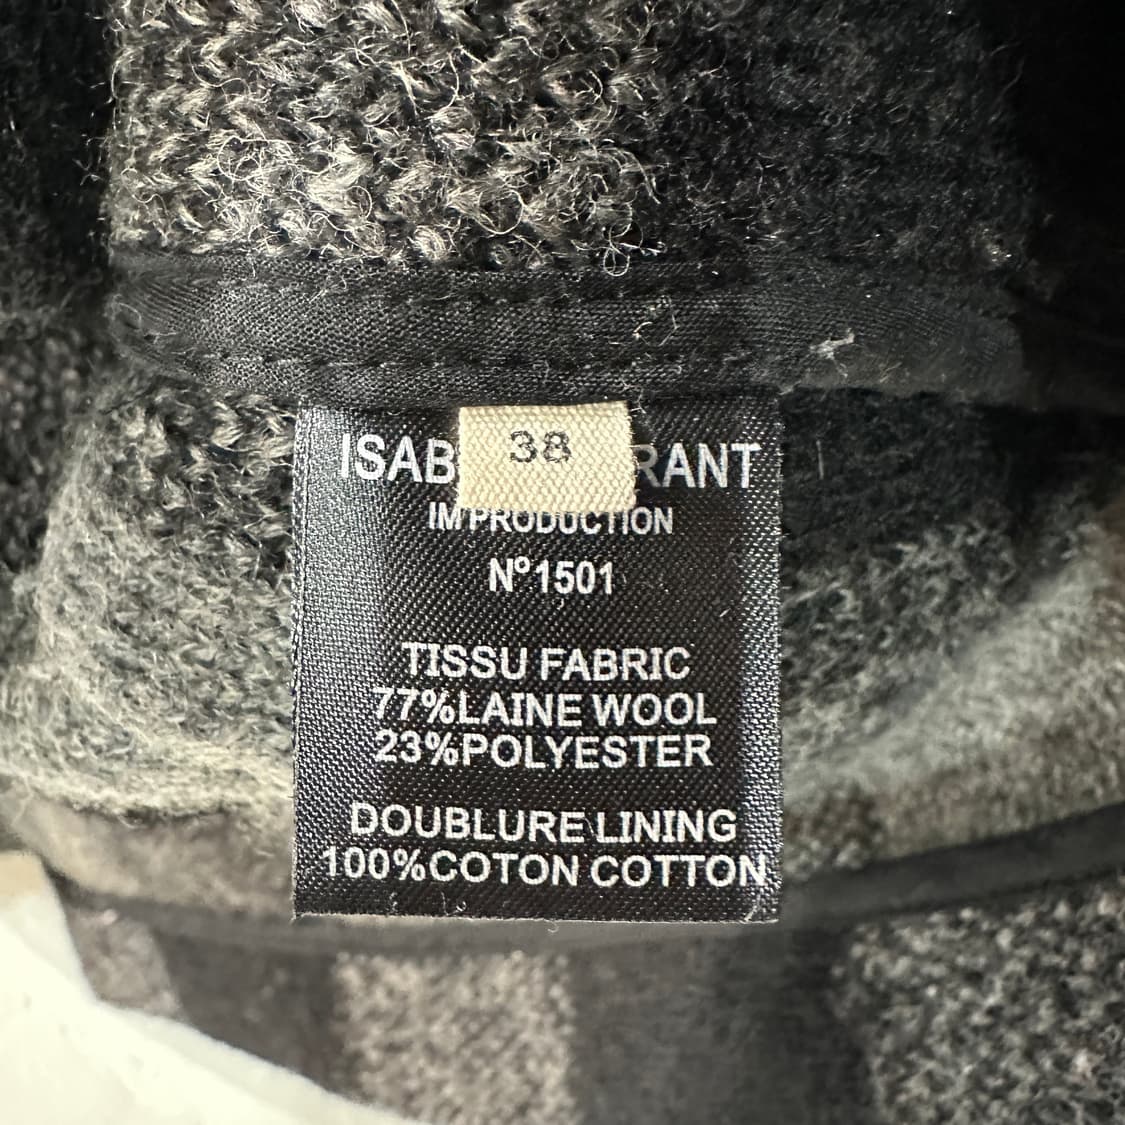 38
ISAB RANT
IM PRODUCTION
N°1501
TISSU FABRIC
77%LAINE WOOL
23%POLYESTER
DOUBLURE LINING
100%COTON COTTON